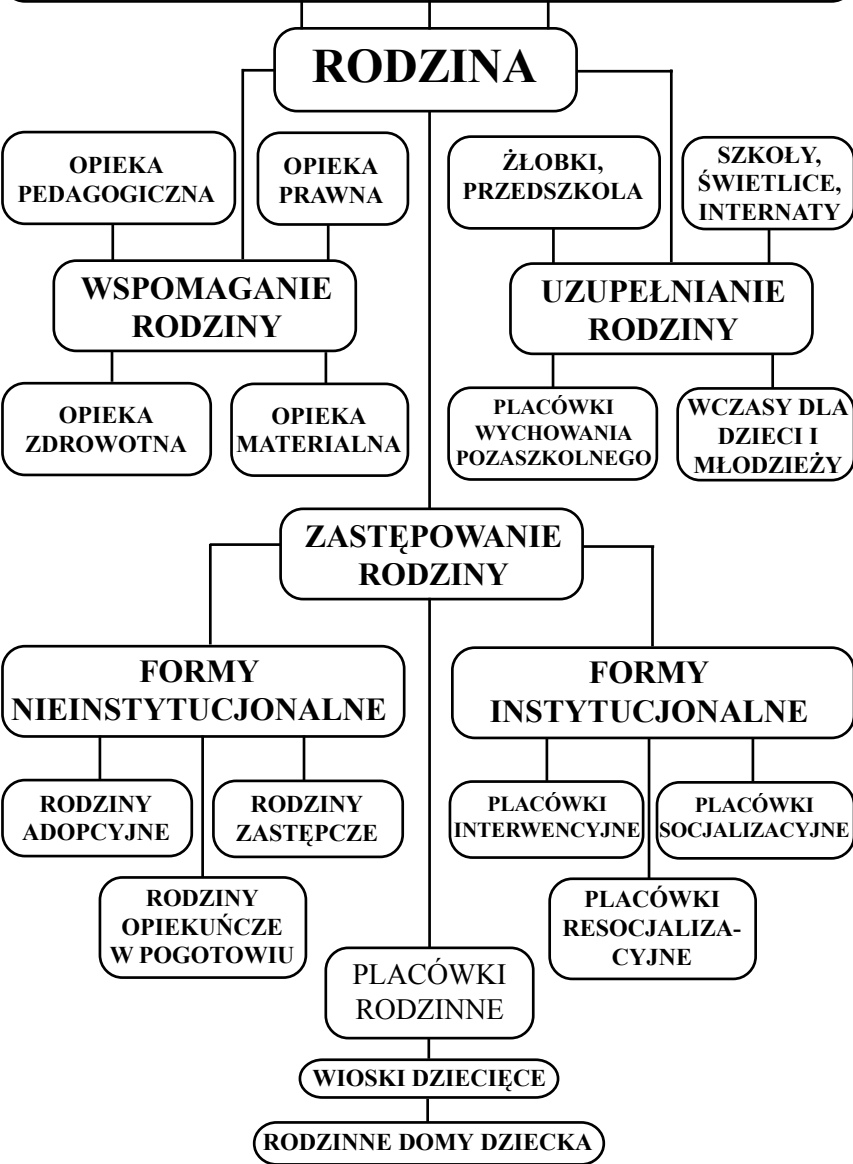 RODZINA
OPIEKA
PEDAGOGICZNA
OPIEKA
PRAWNA
ŻŁOBKI,
PRZEDSZKOLA
SZKOŁY,
ŚWIETLICE,
INTERNATY
WSPOMAGANIE
RODZINY
UZUPEŁNIANIE
RODZINY
OPIEKA
ZDROWOTNA
OPIEKA
MATERIALNA
PLACÓWKI
WYCHOWANIA
POZASZKOLNEGO
WCZASY DLA
DZIECI I
MŁODZIEŻY
ZASTĘPOWANIE
RODZINY
FORMY
NIEINSTYTUCJONALNE
FORMY
INSTYTUCJONALNE
RODZINY
ADOPCYJNE
RODZINY
ZASTĘPCZE
PLACÓWKI
INTERWENCYJNE
PLACÓWKI
SOCJALIZACYJNE
RODZINY
OPIEKUŃCZE
W POGOTOWIU
PLACÓWKI
RESOCJALIZA-
CYJNE
PLACÓWKI
RODZINNE
WIOSKI DZIECIĘCE
RODZINNE DOMY DZIECKA